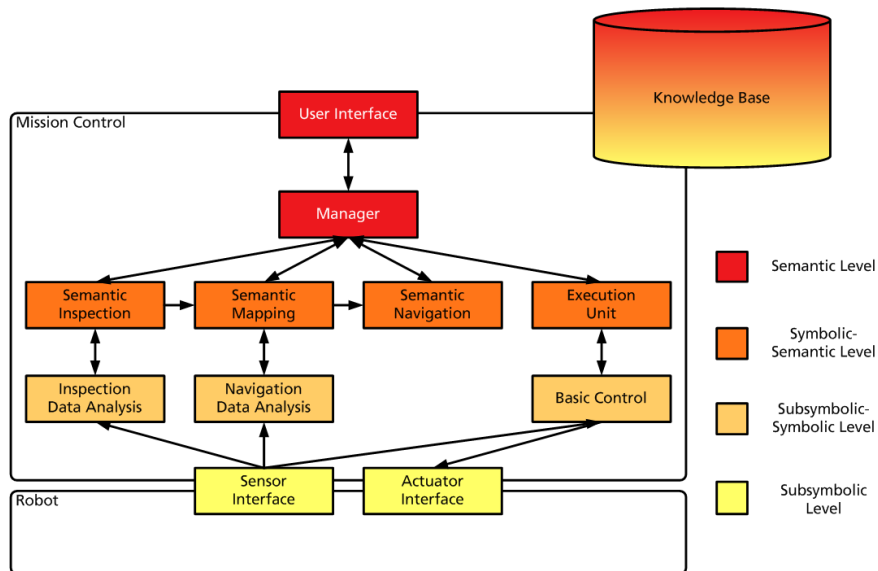 Knowledge Base
User Interface
Mission Control
Manager
Semantic Level
Semantic
Inspection
Semantic
Mapping
Semantic
Navigation
Execution
Unit
Symbolic-
Semantic Level
Inspection
Data Analysis
Navigation
Data Analysis
Basic Control
Subsymbolic-
Symbolic Level
Sensor
Interface
Actuator
Interface
Subsymbolic
Level
Robot